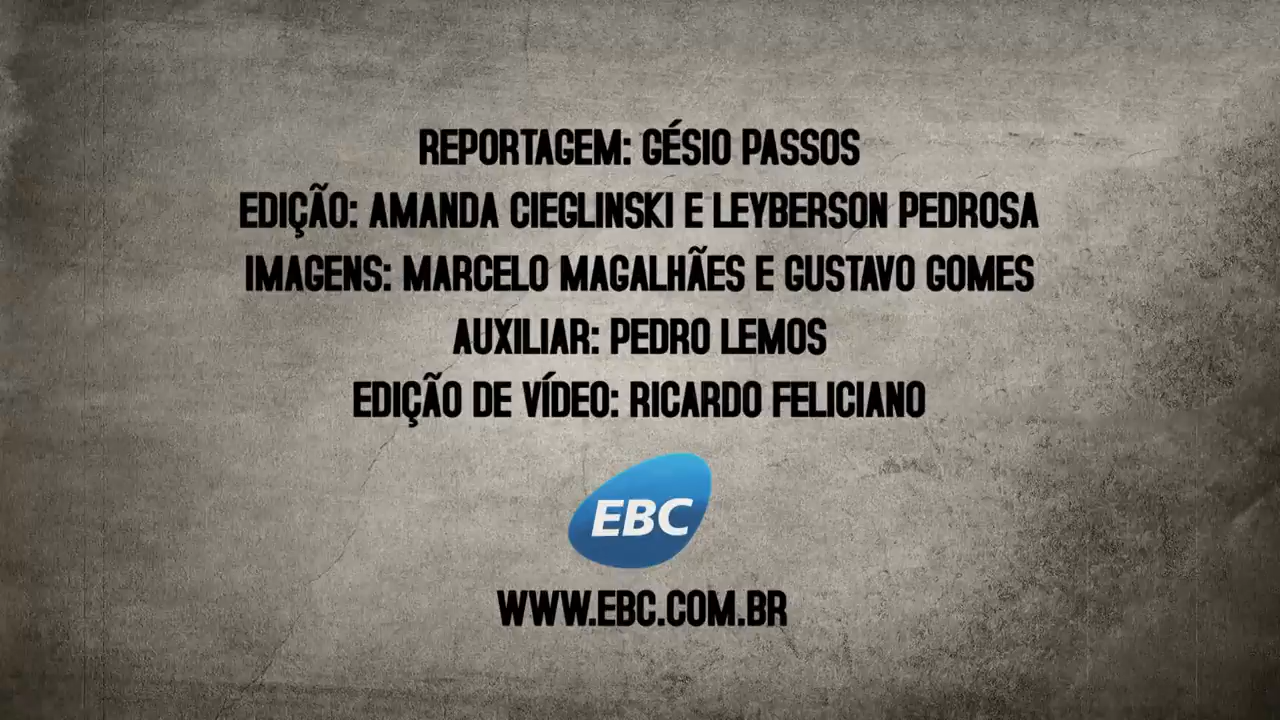 REPORTAGEM: GÉSIO PASSOS
EDIÇÃO: AMANDA CIEGLINSKI E LEYBERSON PEDROSA
IMAGENS: MARCELO MAGALHÃES E GUSTAVO GOMES
AUXILIAR: PEDRO LEMOS
EDIÇÃO DE VÍDEO: RICARDO FELICIANO
EBC
WWW.EBC.COM.BR